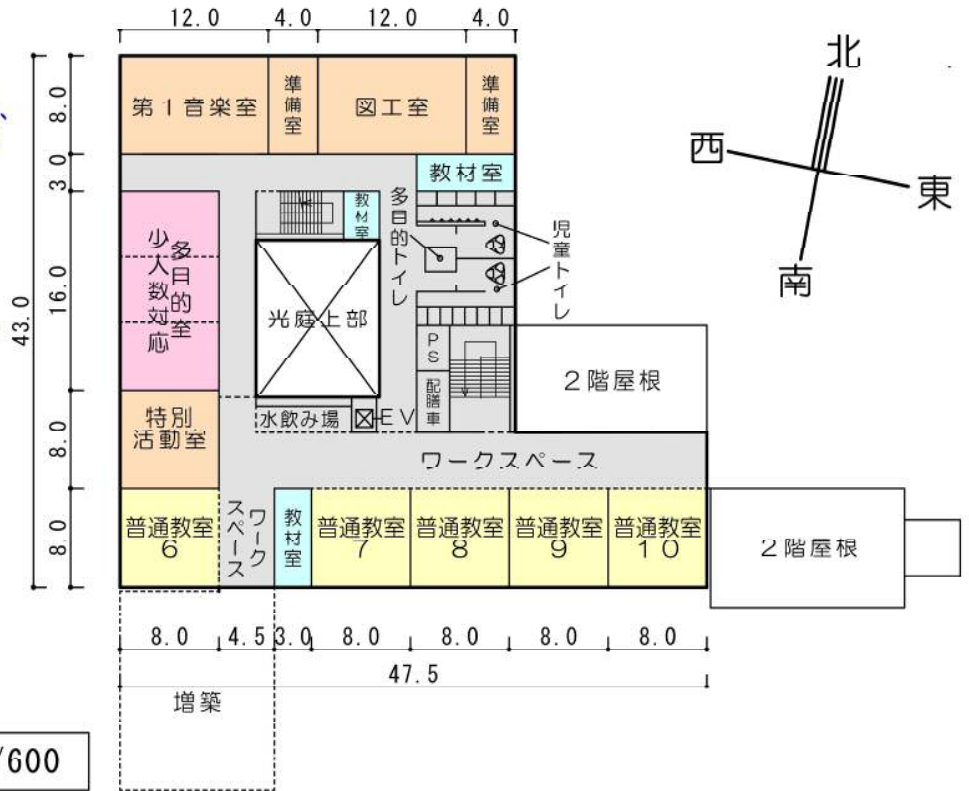 12.0
4.0
12.0
4.0
8.0
3.0
16.0
8.0
8.0
43.0
北
西
東
南
第1音楽室
準備室
図工室
準備室
教材室
教材室
多目的トイレ
児童トイレ
多目的室
少人数対応
光庭上部
PS
配膳車
2階屋根
特別
活動室
水飲み場
EV
ワークスペース
普通教室
6
ワーク
スペース
教材室
普通教室
7
普通教室
8
普通教室
9
普通教室
10
2階屋根
8.0
4.5
3.0
8.0
8.0
8.0
8.0
47.5
増築
/600